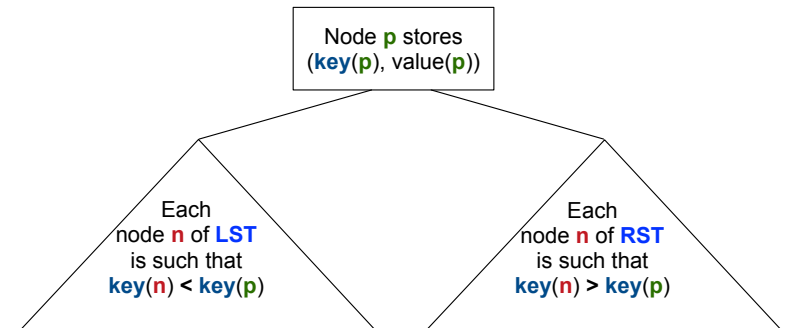 Node p stores
(key(p), value(p))
Each
node n of LST
is such that
key(n) < key(p)
Each
node n of RST
is such that
key(n) > key(p)